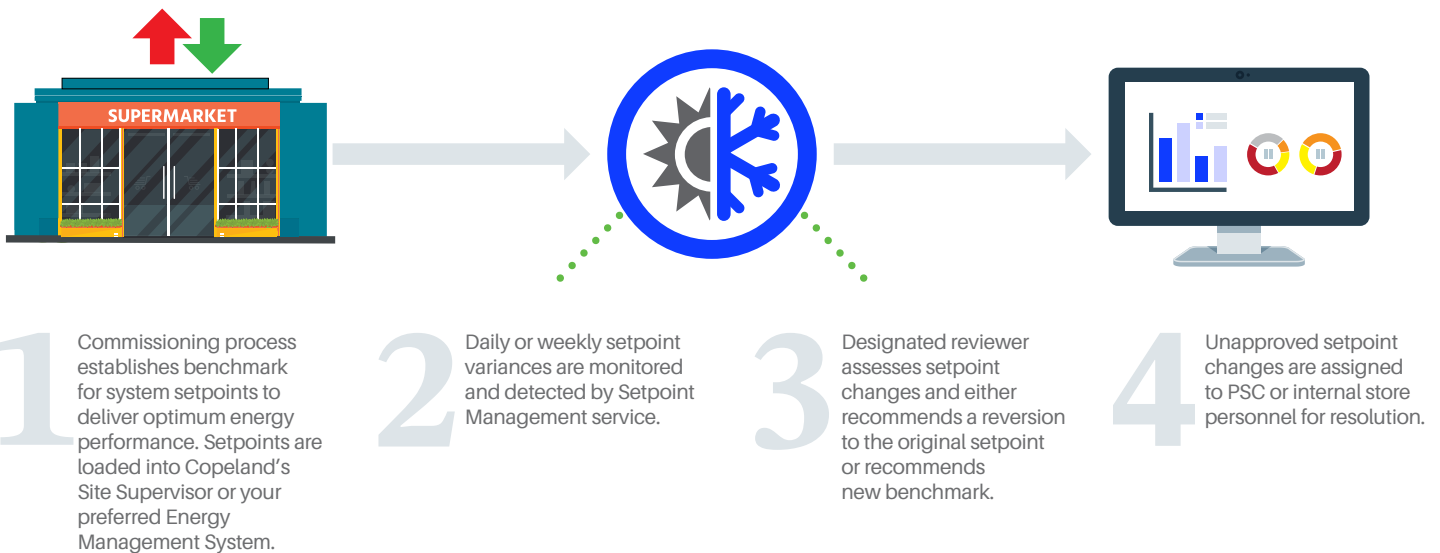 SUPERMARKET
1
Commissioning process
establishes benchmark
for system setpoints to
deliver optimum energy
performance. Setpoints are
loaded into Copeland’s
Site Supervisor or your
preferred Energy
Management System.
2
Daily or weekly setpoint
variances are monitored
and detected by Setpoint
Management service.
3
Designated reviewer
assesses setpoint
changes and either
recommends a reversion
to the original setpoint
or recommends
new benchmark.
4
Unapproved setpoint
changes are assigned
to PSC or internal store
personnel for resolution.